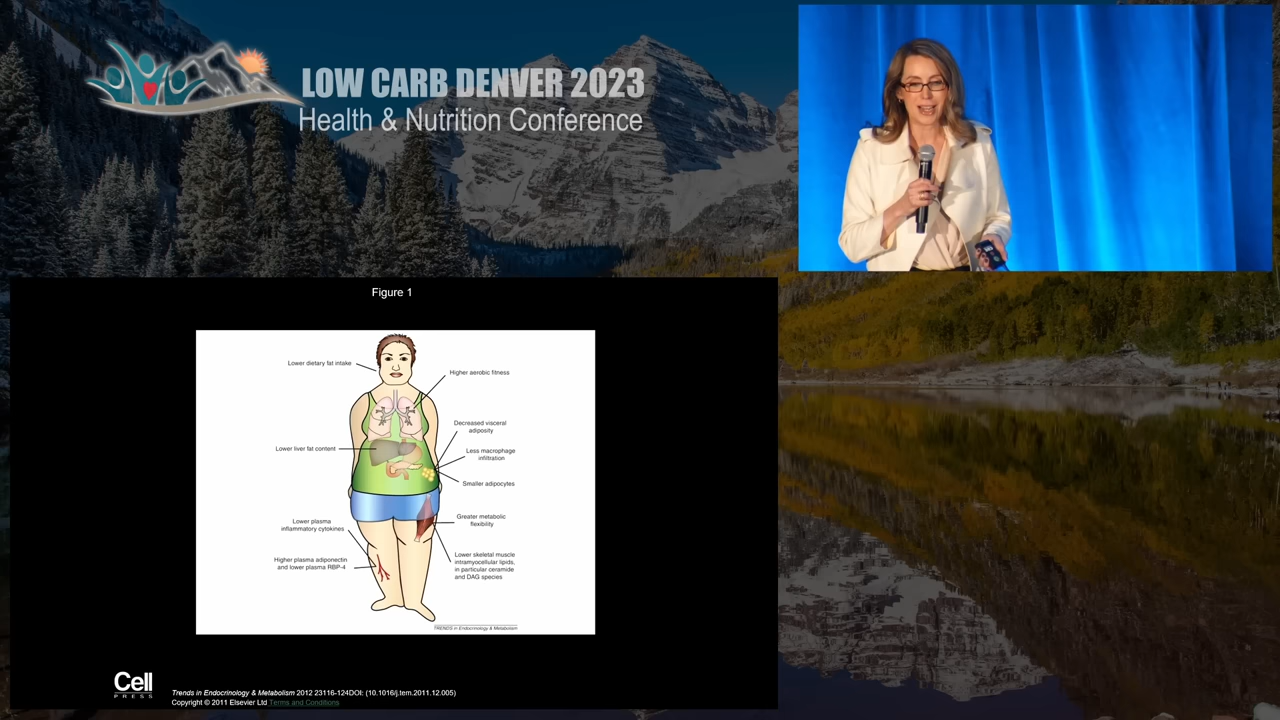 LOW CARB DENVER 2023
Health & Nutrition Conference
Figure 1
Lower dietary fat intake
Higher aerobic fitness
Decreased visceral
adiposity
Less macrophage
infiltration
Lower liver fat content
Smaller adipocytes
Greater metabolic
flexibility
Lower plasma
inflammatory cytokines
Lower skeletal muscle
intramyocellular lipids,
in particular ceramide
and DAG species
Higher plasma adiponectin
and lower plasma RBP-4
TRENDS in Endocrinology & Metabolism
Cell
PRESS
Trends in Endocrinology & Metabolism 2012 23116-124DOI: (10.1016/j.tem.2011.12.005)
Copyright © 2011 Elsevier Ltd Terms and Conditions